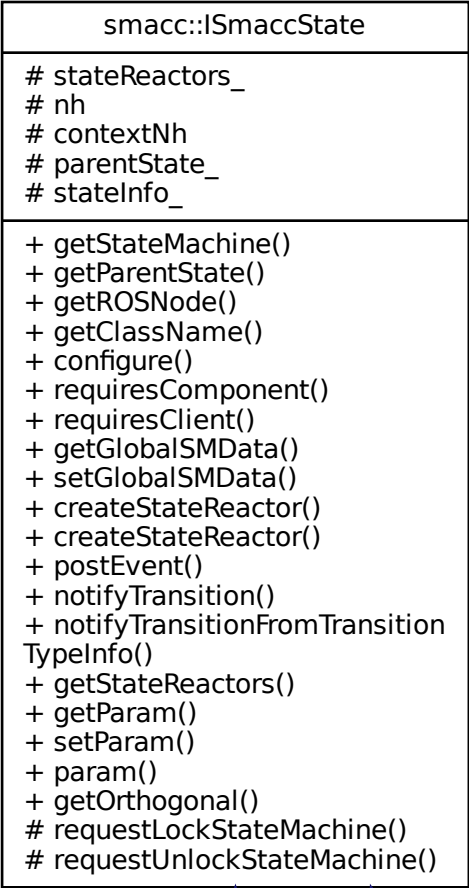 smacc::ISmaccState
# stateReactors_
# nh
# contextNh
# parentState_
# stateInfo_
+ getStateMachine()
+ getParentState()
+ getROSNode()
+ getClassName()
+ configure()
+ requiresComponent()
+ requiresClient()
+ getGlobalSMData()
+ setGlobalSMData()
+ createStateReactor()
+ createStateReactor()
+ postEvent()
+ notifyTransition()
+ notifyTransitionFromTransition
TypeInfo()
+ getStateReactors()
+ getParam()
+ setParam()
+ param()
+ getOrthogonal()
# requestLockStateMachine()
# requestUnlockStateMachine()